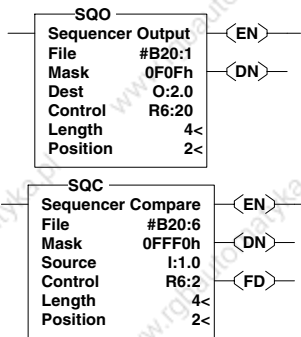 SQO
Sequencer Output
File #B20:1
Mask 0F0Fh
Dest O:2.0
Control R6:20
Length 4<
Position 2<
EN
DN
SQC
Sequencer Compare
File #B20:6
Mask 0FFF0h
Source I:1.0
Control R6:2
Length 4<
Position 2<
EN
DN
FD